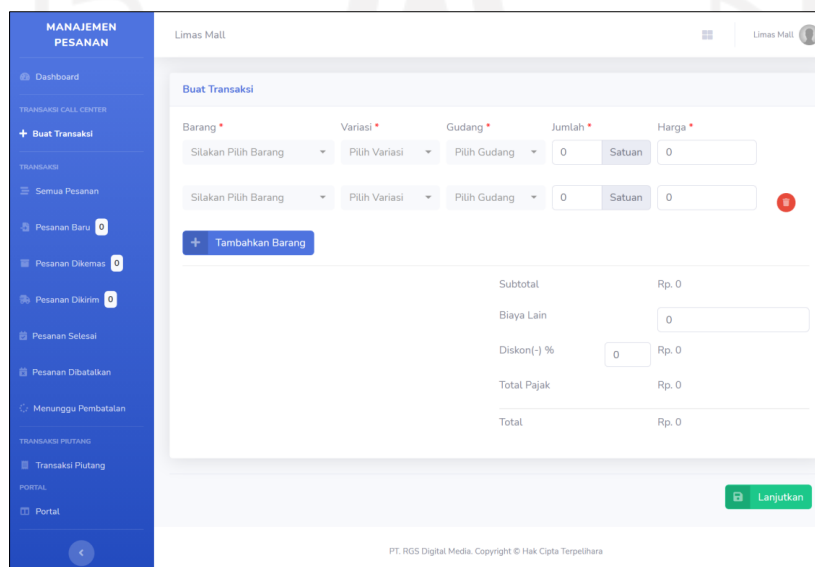 MANAJEMEN
PESANAN
Dashboard
TRANSAKSI CALL CENTER
+ Buat Transaksi
TRANSAKSI
Semua Pesanan
Pesanan Baru 0
Pesanan Dikemas 0
Pesanan Dikirim 0
Pesanan Selesai
Pesanan Dibatalkan
Menunggu Pembatalan
TRANSAKSI PIUTANG
Transaksi Piutang
PORTAL
Portal
Limas Mall Limas Mall
Buat Transaksi
Barang * Variasi * Gudang * Jumlah * Harga *
Silakan Pilih Barang Pilih Variasi Pilih Gudang 0 Satuan 0
Silakan Pilih Barang Pilih Variasi Pilih Gudang 0 Satuan 0
+ Tambahkan Barang
Subtotal Rp. 0
Biaya Lain 0
Diskon(-) % 0 Rp. 0
Total Pajak Rp. 0
Total Rp. 0
Lanjutkan
PT. RGS Digital Media. Copyright © Hak Cipta Terpelihara